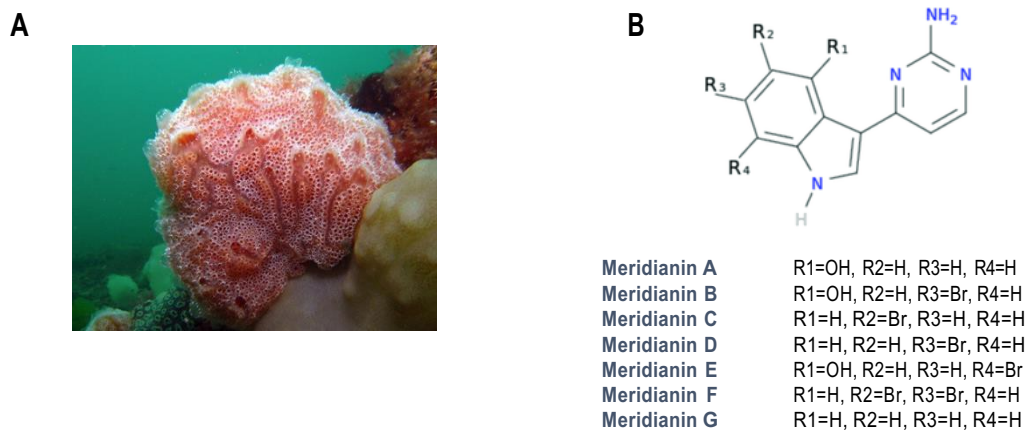 A
B
NH₂
R₂
R₁
N
N
R₃
R₄
N
H
Meridianin A R1=OH, R2=H, R3=H, R4=H
Meridianin B R1=OH, R2=H, R3=Br, R4=H
Meridianin C R1=H, R2=Br, R3=H, R4=H
Meridianin D R1=H, R2=H, R3=Br, R4=H
Meridianin E R1=OH, R2=H, R3=H, R4=Br
Meridianin F R1=H, R2=Br, R3=Br, R4=H
Meridianin G R1=H, R2=H, R3=H, R4=H